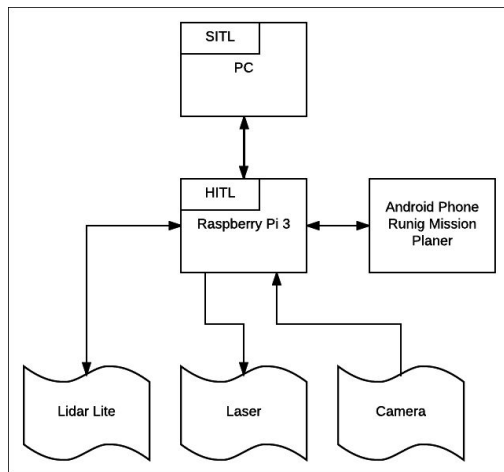 SITL
PC
HITL
Raspberry Pi 3
Android Phone
Runig Mission
Planer
Lidar Lite
Laser
Camera